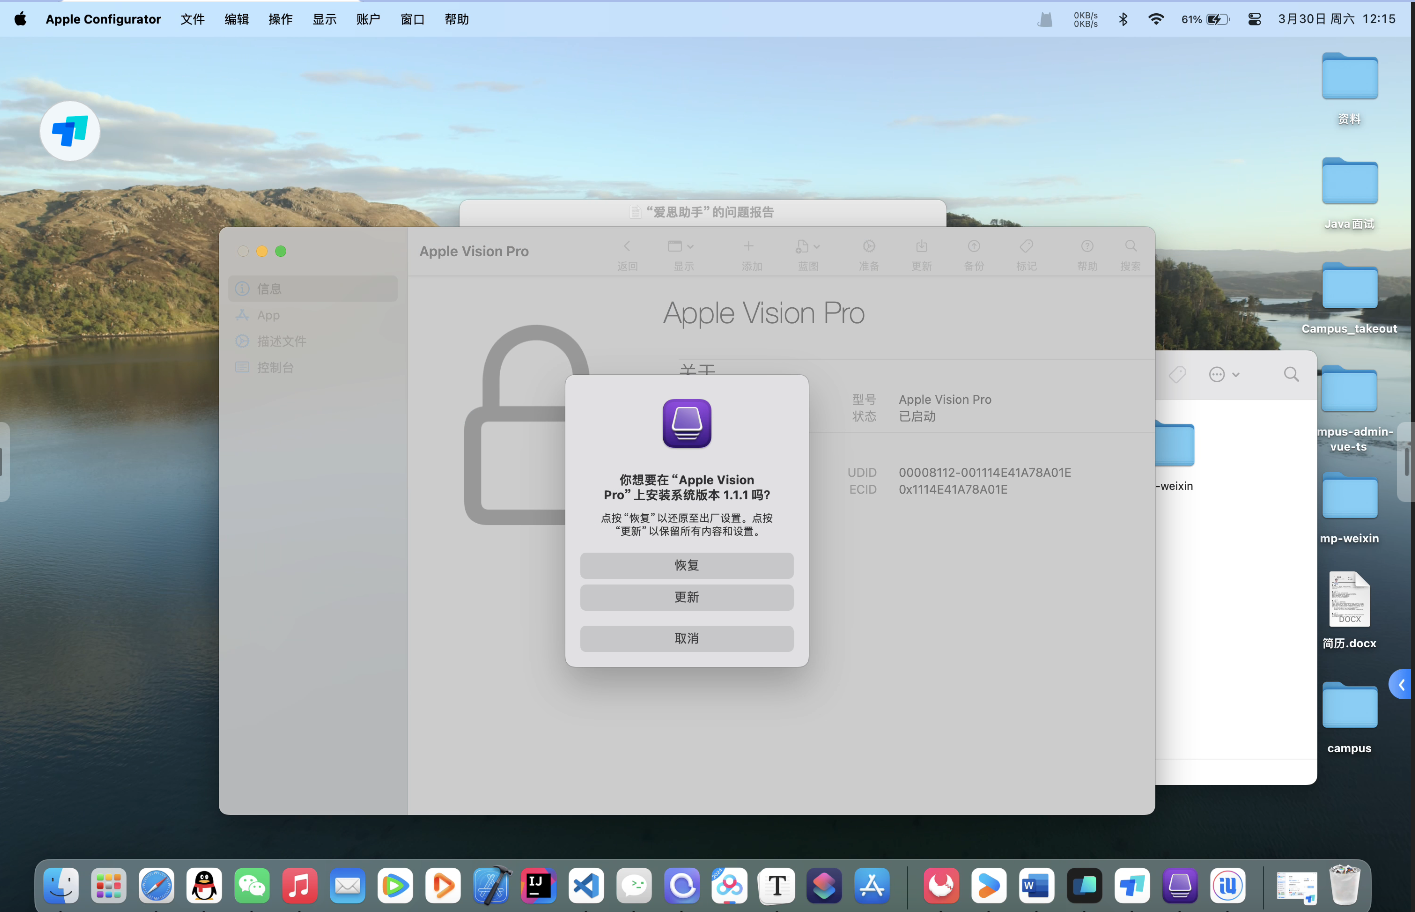 Apple Configurator 文件 编辑 操作 显示 账户 窗口 帮助
0KB/s
0KB/s
61%
3月30日 周六 12:15
资料
Java面试
Campus_takeout
mpus-admin-
vue-ts
-weixin
mp-weixin
DOCX
简历.docx
campus
“爱思助手”的问题报告
Apple Vision Pro
返回 显示 添加 蓝图 准备 更新 备份 标记 帮助 搜索
信息
App
描述文件
控制台
Apple Vision Pro
关于
型号 Apple Vision Pro
状态 已启动
UDID 00008112-001114E41A78A01E
ECID 0x1114E41A78A01E
你想要在“Apple Vision
Pro”上安装系统版本 1.1.1 吗?
点按“恢复”以还原至出厂设置。点按
“更新”以保留所有内容和设置。
恢复
更新
取消
IJ
T
W
iU